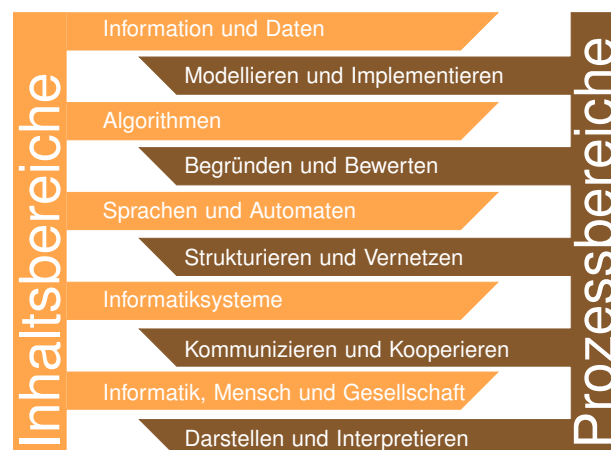 Inhaltsbereiche
Information und Daten
Modellieren und Implementieren
Algorithmen
Begründen und Bewerten
Sprachen und Automaten
Strukturieren und Vernetzen
Informatiksysteme
Kommunizieren und Kooperieren
Informatik, Mensch und Gesellschaft
Darstellen und Interpretieren
Prozessbereiche